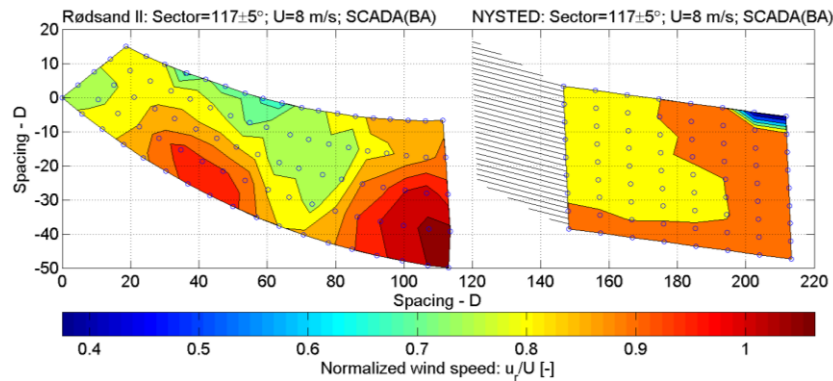 Rødsand II: Sector=117±5°; U=8 m/s; SCADA(BA)
NYSTED: Sector=117±5°; U=8 m/s; SCADA(BA)
Spacing - D
20
10
0
-10
-20
-30
-40
-50
0 20 40 60 80 100 120 140 160 180 200 220
Spacing - D
0.4 0.5 0.6 0.7 0.8 0.9 1
Normalized wind speed: u_r/U [-]